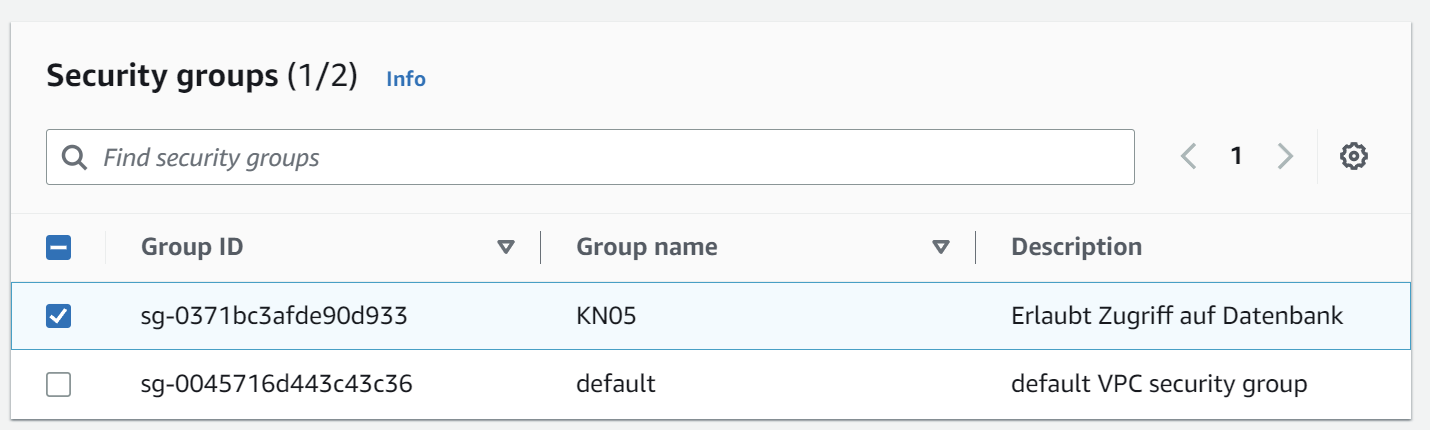 Security groups (1/2) Info
Find security groups 1
Group ID Group name Description
sg-0371bc3afde90d933 KN05 Erlaubt Zugriff auf Datenbank
sg-0045716d443c43c36 default default VPC security group